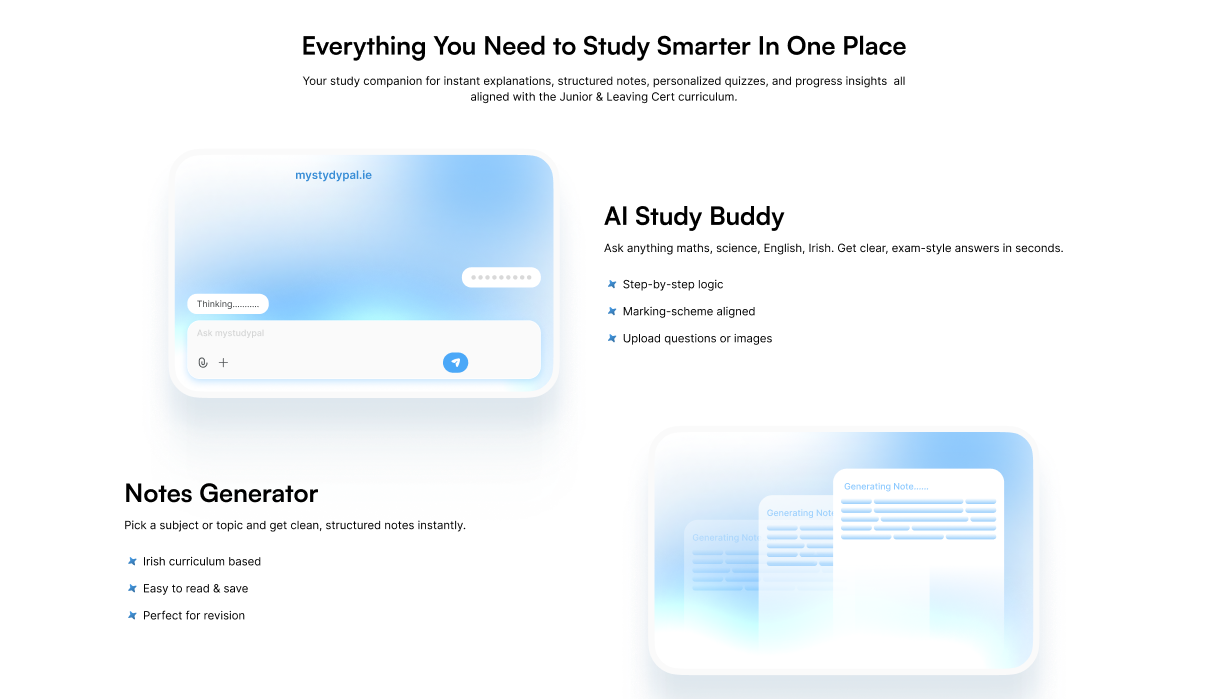 Everything You Need to Study Smarter In One Place
Your study companion for instant explanations, structured notes, personalized quizzes, and progress insights  all
aligned with the Junior & Leaving Cert curriculum.
mystydypal.ie
Thinking...........
Ask mystudypal
AI Study Buddy
Ask anything maths, science, English, Irish. Get clear, exam-style answers in seconds.
Step-by-step logic
Marking-scheme aligned
Upload questions or images
Notes Generator
Pick a subject or topic and get clean, structured notes instantly.
Irish curriculum based
Easy to read & save
Perfect for revision
Generating Note......
Generating Note
Generating Note